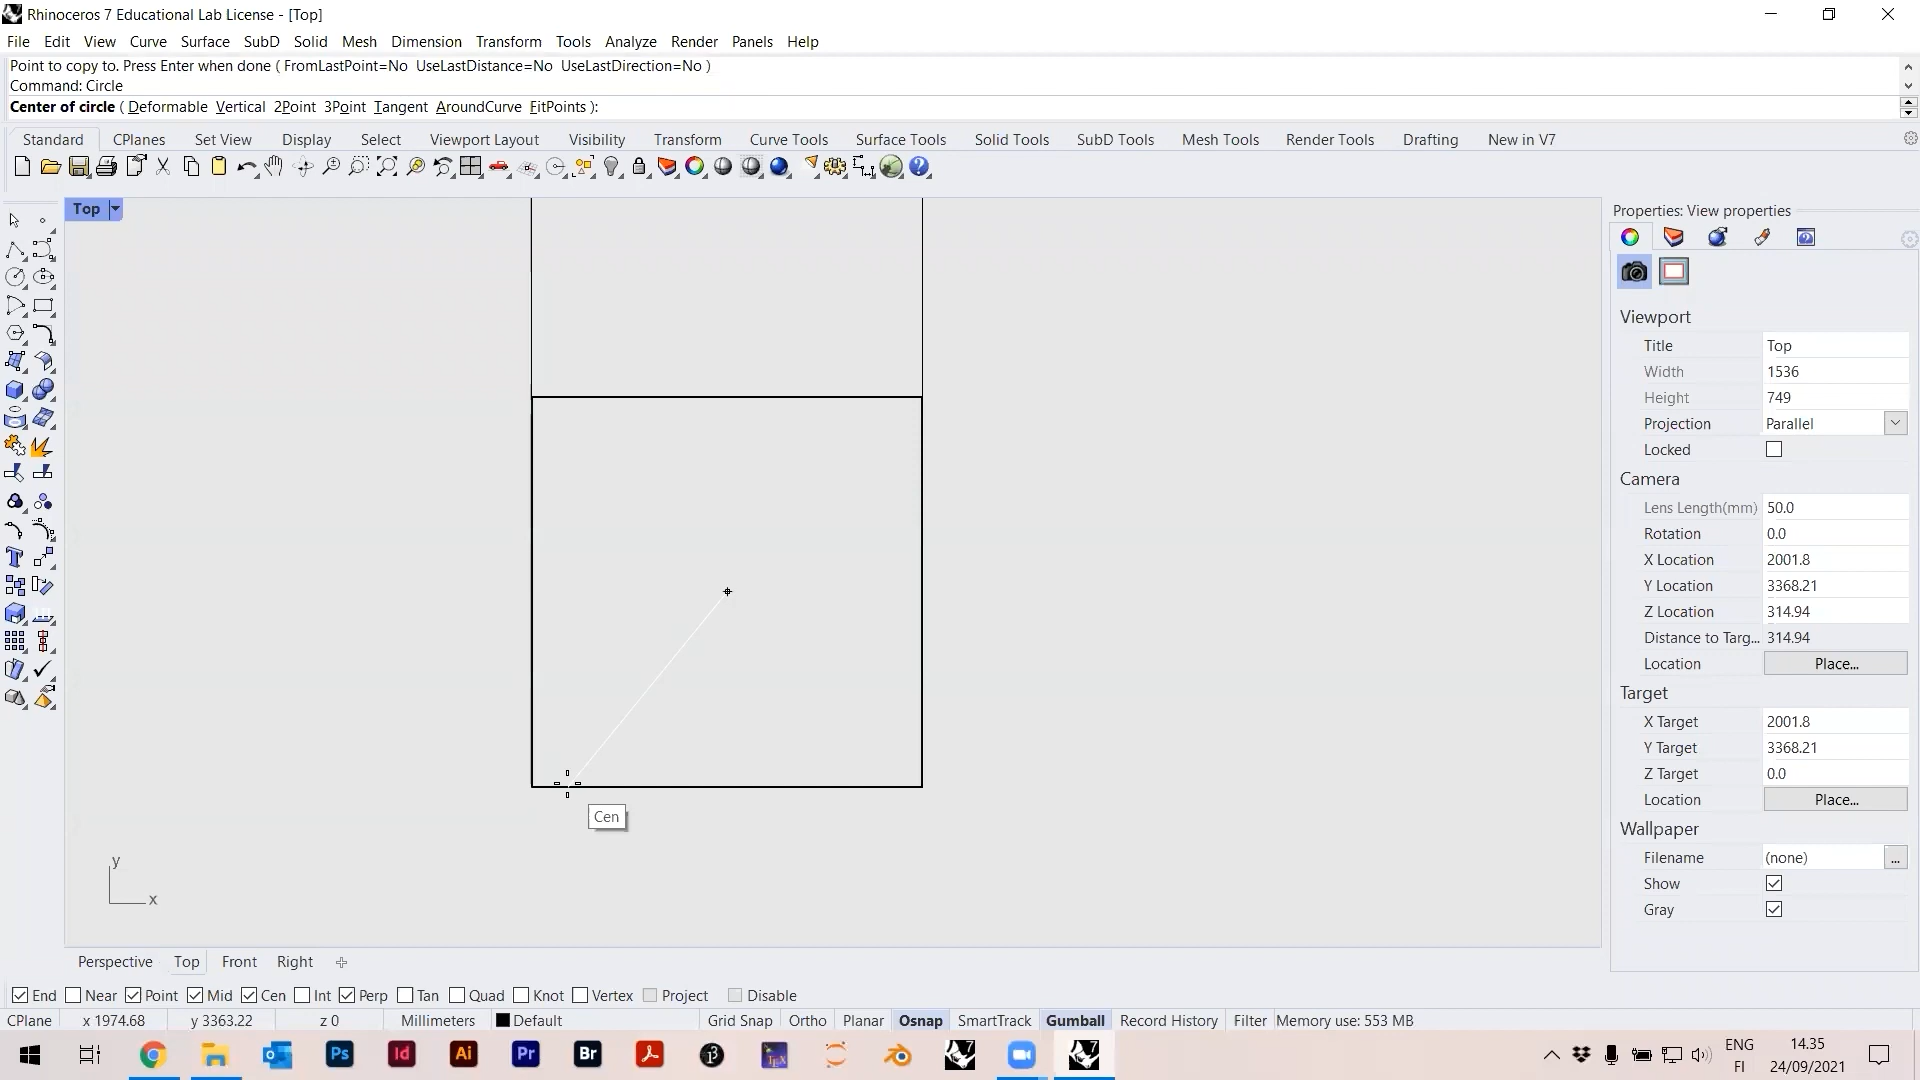 Rhinoceros 7 Educational Lab License - [Top]
File Edit View Curve Surface SubD Solid Mesh Dimension Transform Tools Analyze Render Panels Help
Point to copy to. Press Enter when done ( FromLastPoint=No UseLastDistance=No UseLastDirection=No )
Command: Circle
Center of circle ( Deformable Vertical 2Point 3Point Tangent AroundCurve FitPoints ):
Standard CPlanes Set View Display Select Viewport Layout Visibility Transform Curve Tools Surface Tools Solid Tools SubD Tools Mesh Tools Render Tools Drafting New in V7
Top
Properties: View properties
Viewport
Title Top
Width 1536
Height 749
Projection Parallel
Locked
Camera
Lens Length(mm) 50.0
Rotation 0.0
X Location 2001.8
Y Location 3368.21
Z Location 314.94
Distance to Targ... 314.94
Location Place...
Target
X Target 2001.8
Y Target 3368.21
Z Target 0.0
Location Place...
Wallpaper
Filename (none) ...
Show
Gray
Cen
y
x
Perspective Top Front Right
End Near Point Mid Cen Int Perp Tan Quad Knot Vertex Project Disable
CPlane x 1974.68 y 3363.22 z 0 Millimeters Default Grid Snap Ortho Planar Osnap SmartTrack Gumball Record History Filter Memory use: 553 MB
Ps Id Ai Pr Br
ENG 14.35
FI 24/09/2021